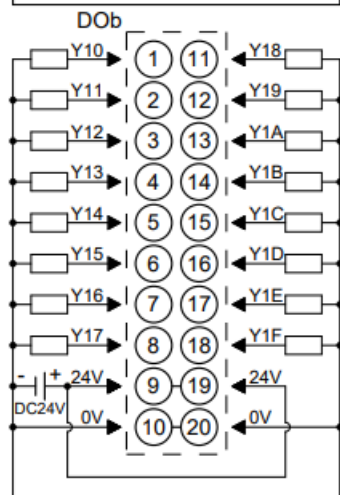 DOb
Y10 1 11 Y18
Y11 2 12 Y19
Y12 3 13 Y1A
Y13 4 14 Y1B
Y14 5 15 Y1C
Y15 6 16 Y1D
Y16 7 17 Y1E
Y17 8 18 Y1F
- + 24V 9 19 24V
DC24V
0V 10 20 0V